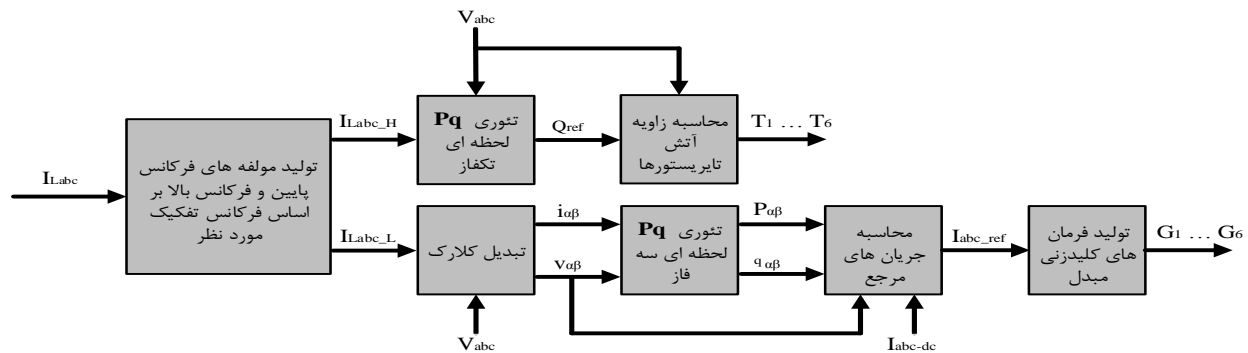 Vabc
ILabc
تولید مولفه های فرکانس
پایین و فرکانس بالا بر
اساس فرکانس تفکیک
مورد نظر
ILabc_H
تئوری Pq
لحظه ای
تکفاز
Qref
محاسبه زاویه
آتش
تایریستورها
T1 ... T6
ILabc_L
تبدیل کلارک
Vabc
iαβ
vαβ
تئوری Pq
لحظه ای سه
فاز
Pαβ
qαβ
محاسبه
جریان های
مرجع
Iabc-dc
Iabc_ref
تولید فرمان
های کلیدزنی
مبدل
G1 ... G6